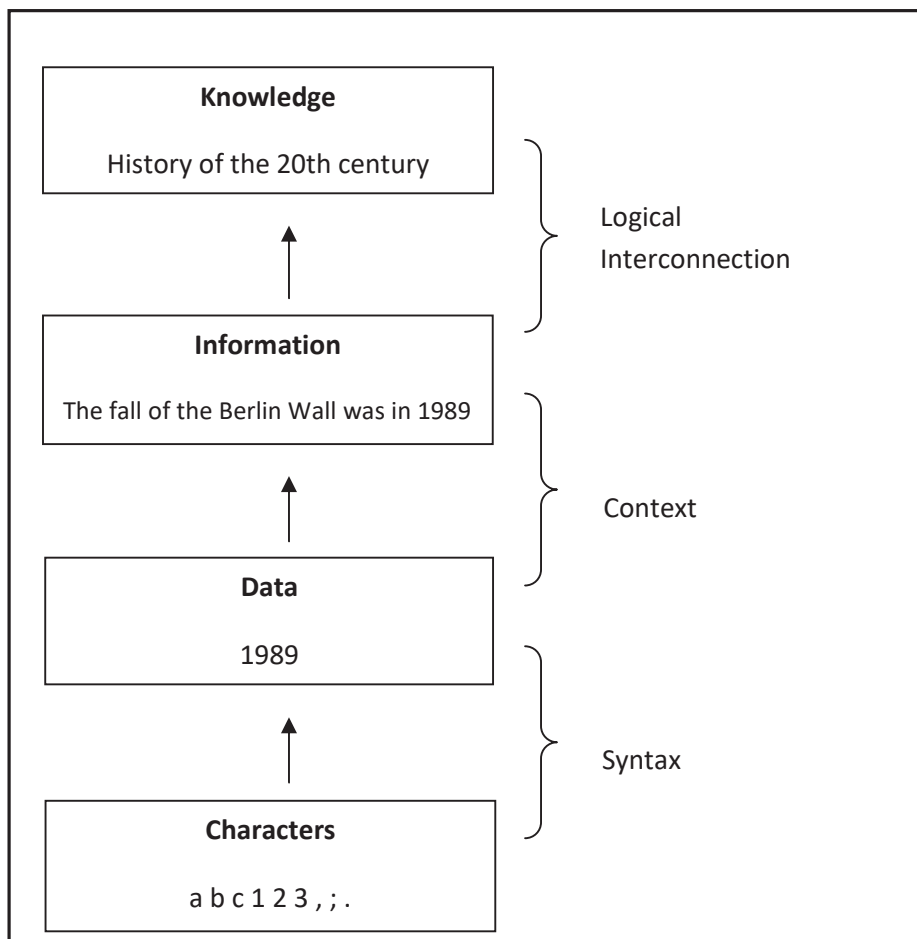 Knowledge
History of the 20th century
Logical
Interconnection
Information
The fall of the Berlin Wall was in 1989
Context
Data
1989
Syntax
Characters
a b c 1 2 3 , ; .